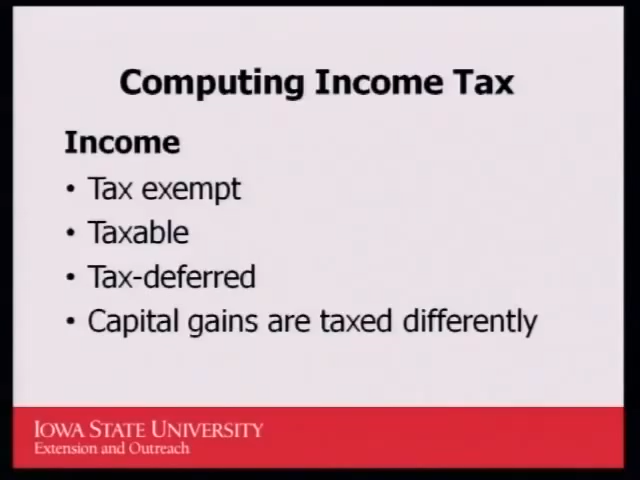 Computing Income Tax
Income
• Tax exempt
• Taxable
• Tax-deferred
• Capital gains are taxed differently
IOWA STATE UNIVERSITY
Extension and Outreach